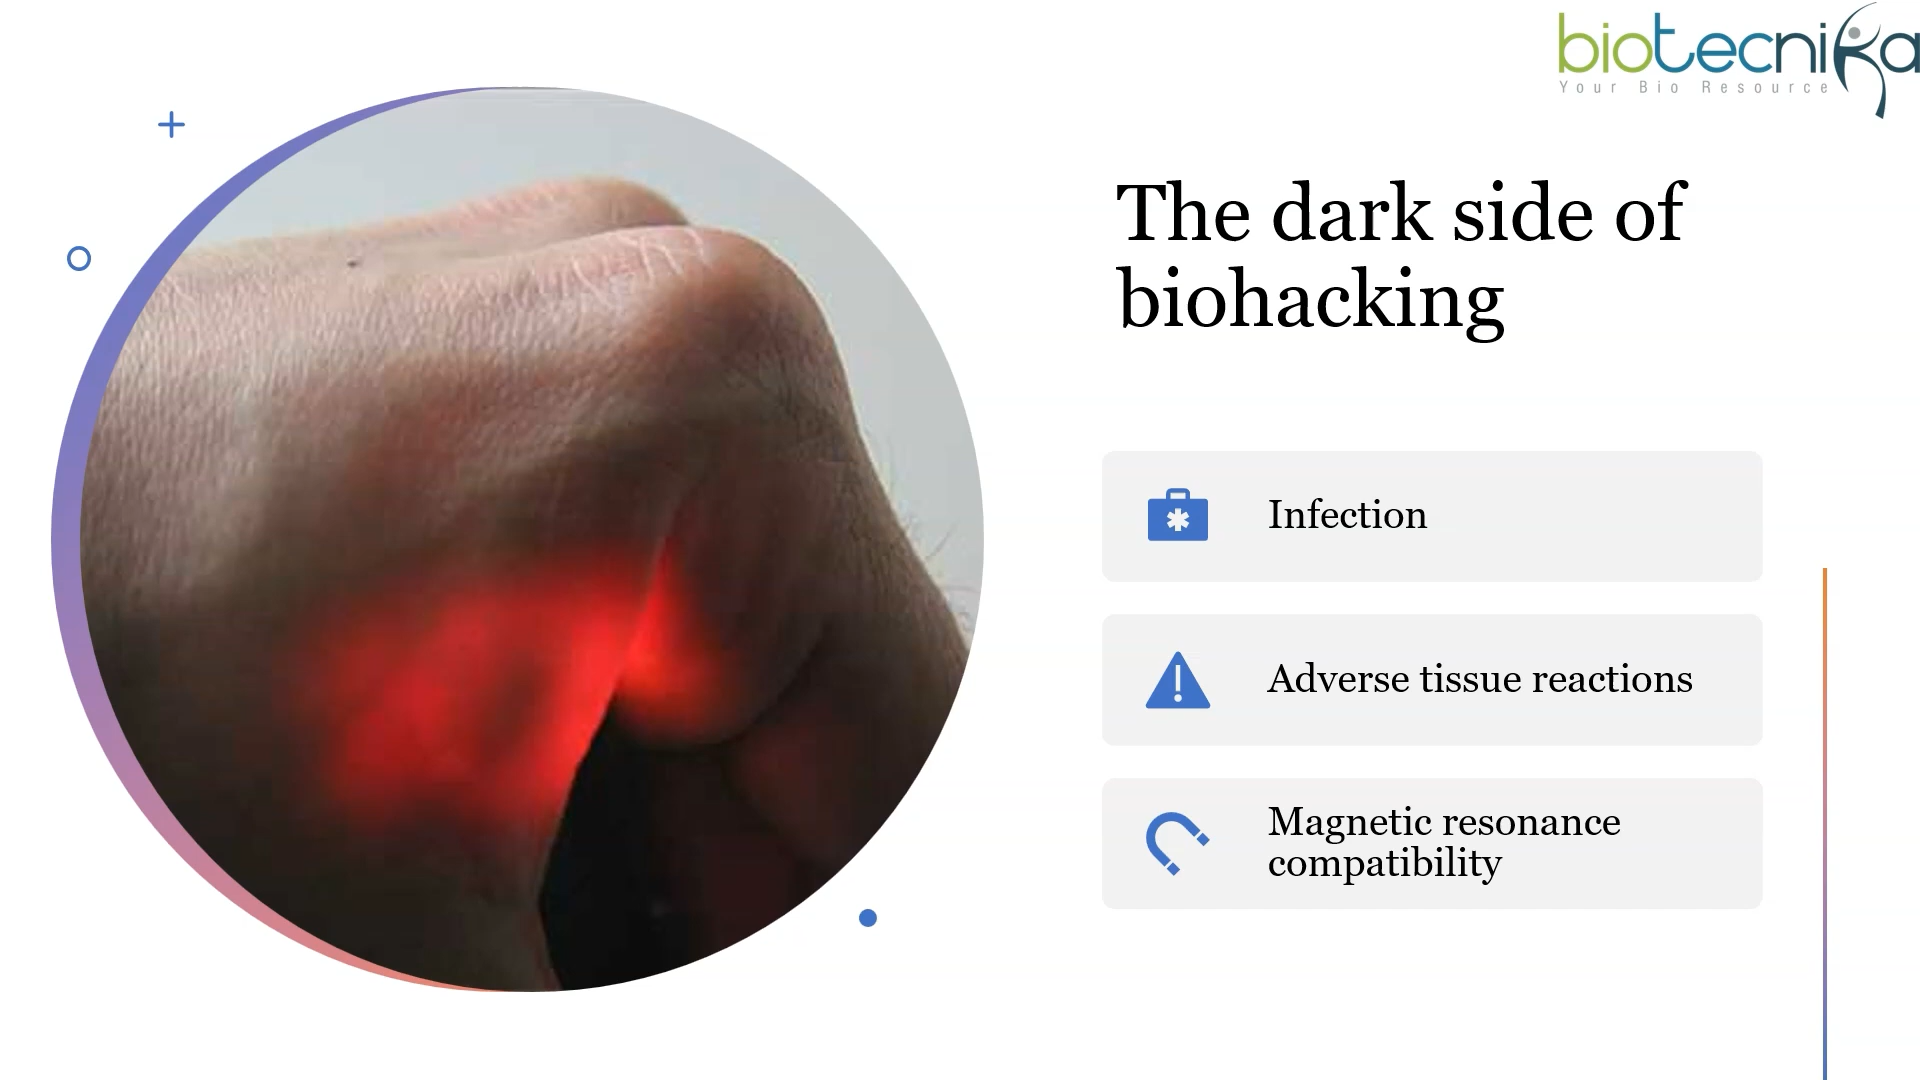 biotecnika
Your Bio Resource
The dark side of
biohacking
Infection
Adverse tissue reactions
Magnetic resonance
compatibility